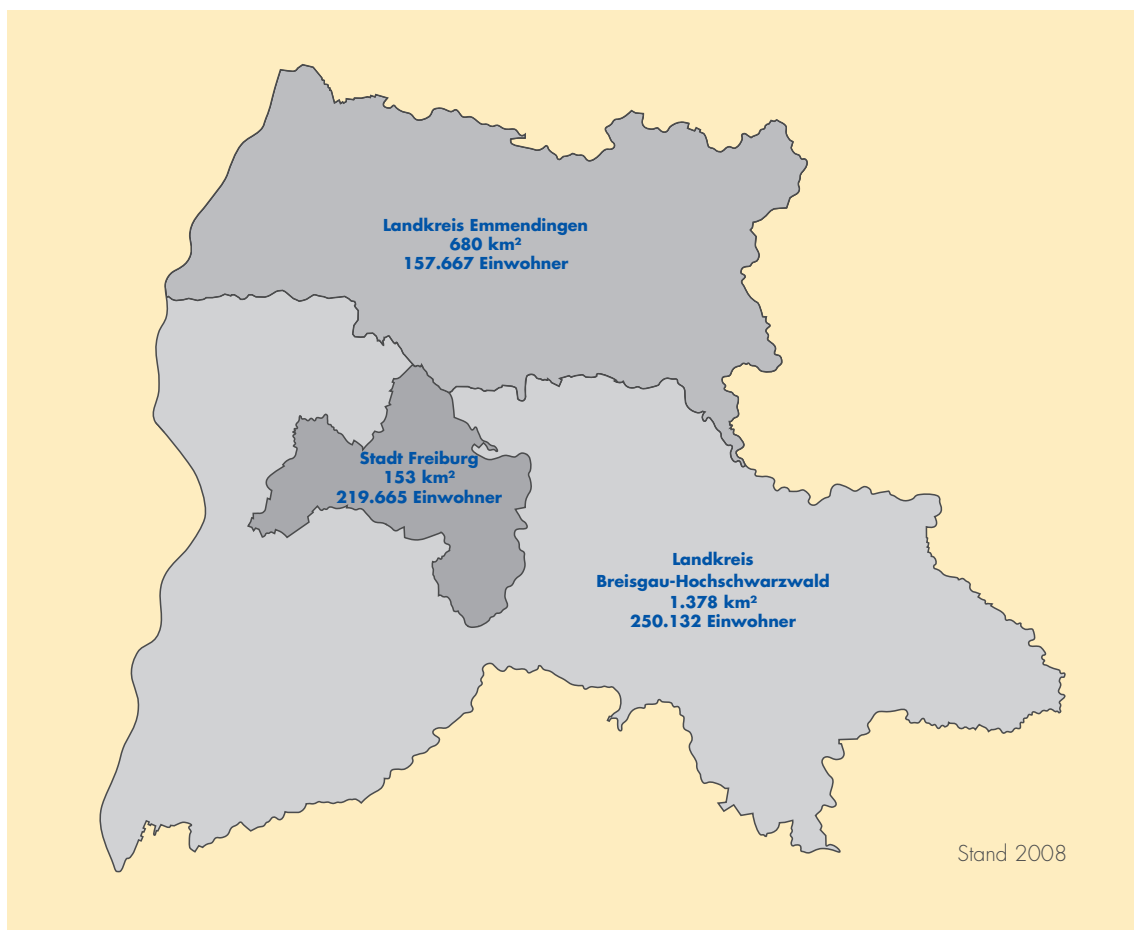 Landkreis Emmendingen
680 km²
157.667 Einwohner
Stadt Freiburg
153 km²
219.665 Einwohner
Landkreis
Breisgau-Hochschwarzwald
1.378 km²
250.132 Einwohner
Stand 2008